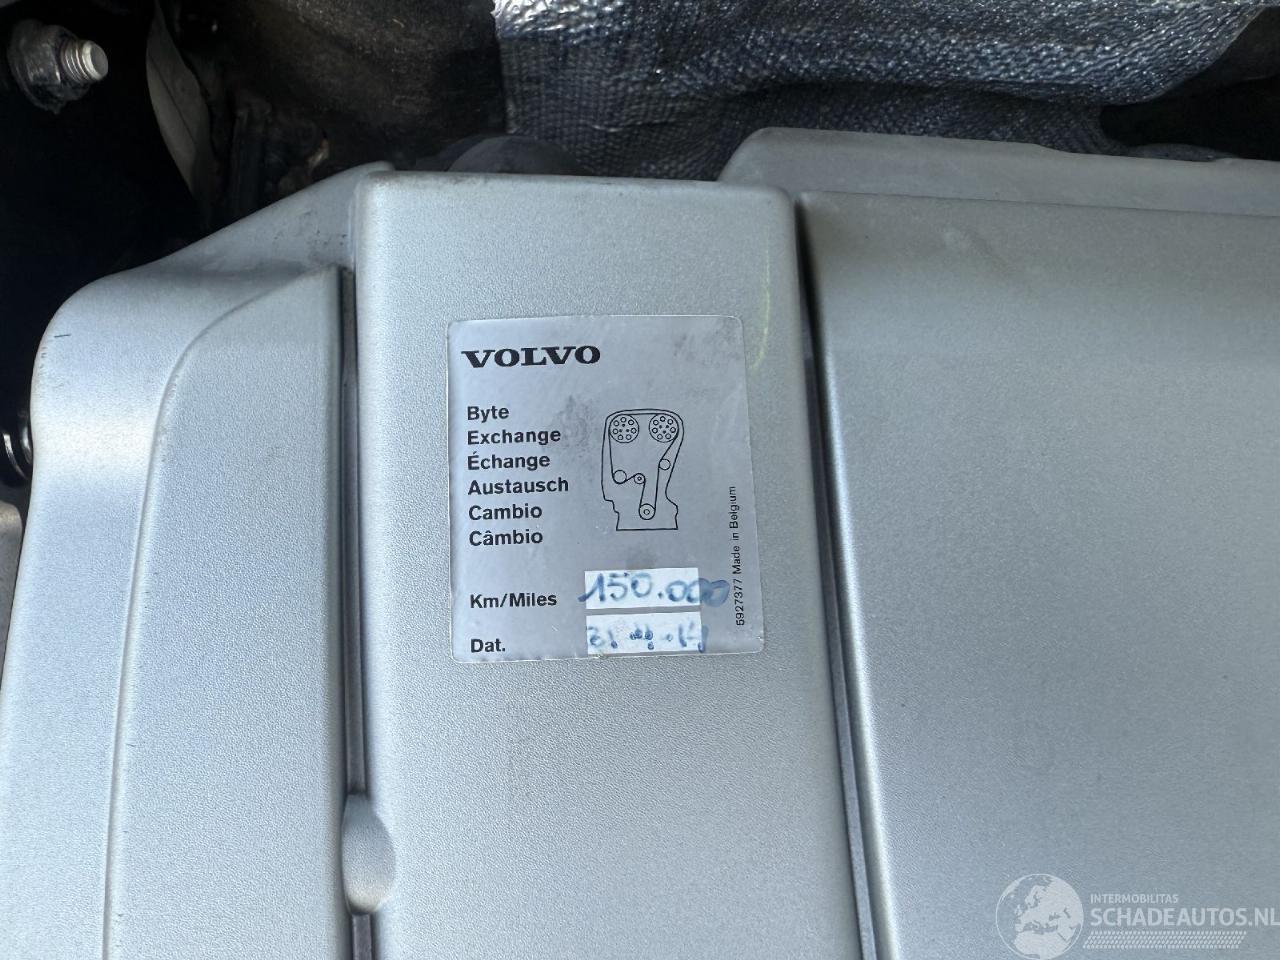 VOLVO
Byte
Exchange
Échange
Austausch
Cambio
Câmbio
Km/Miles 150.000
Dat.
5927377 Made in Belgium
INTERMOBILITAS
SCHADEAUTOS.NL